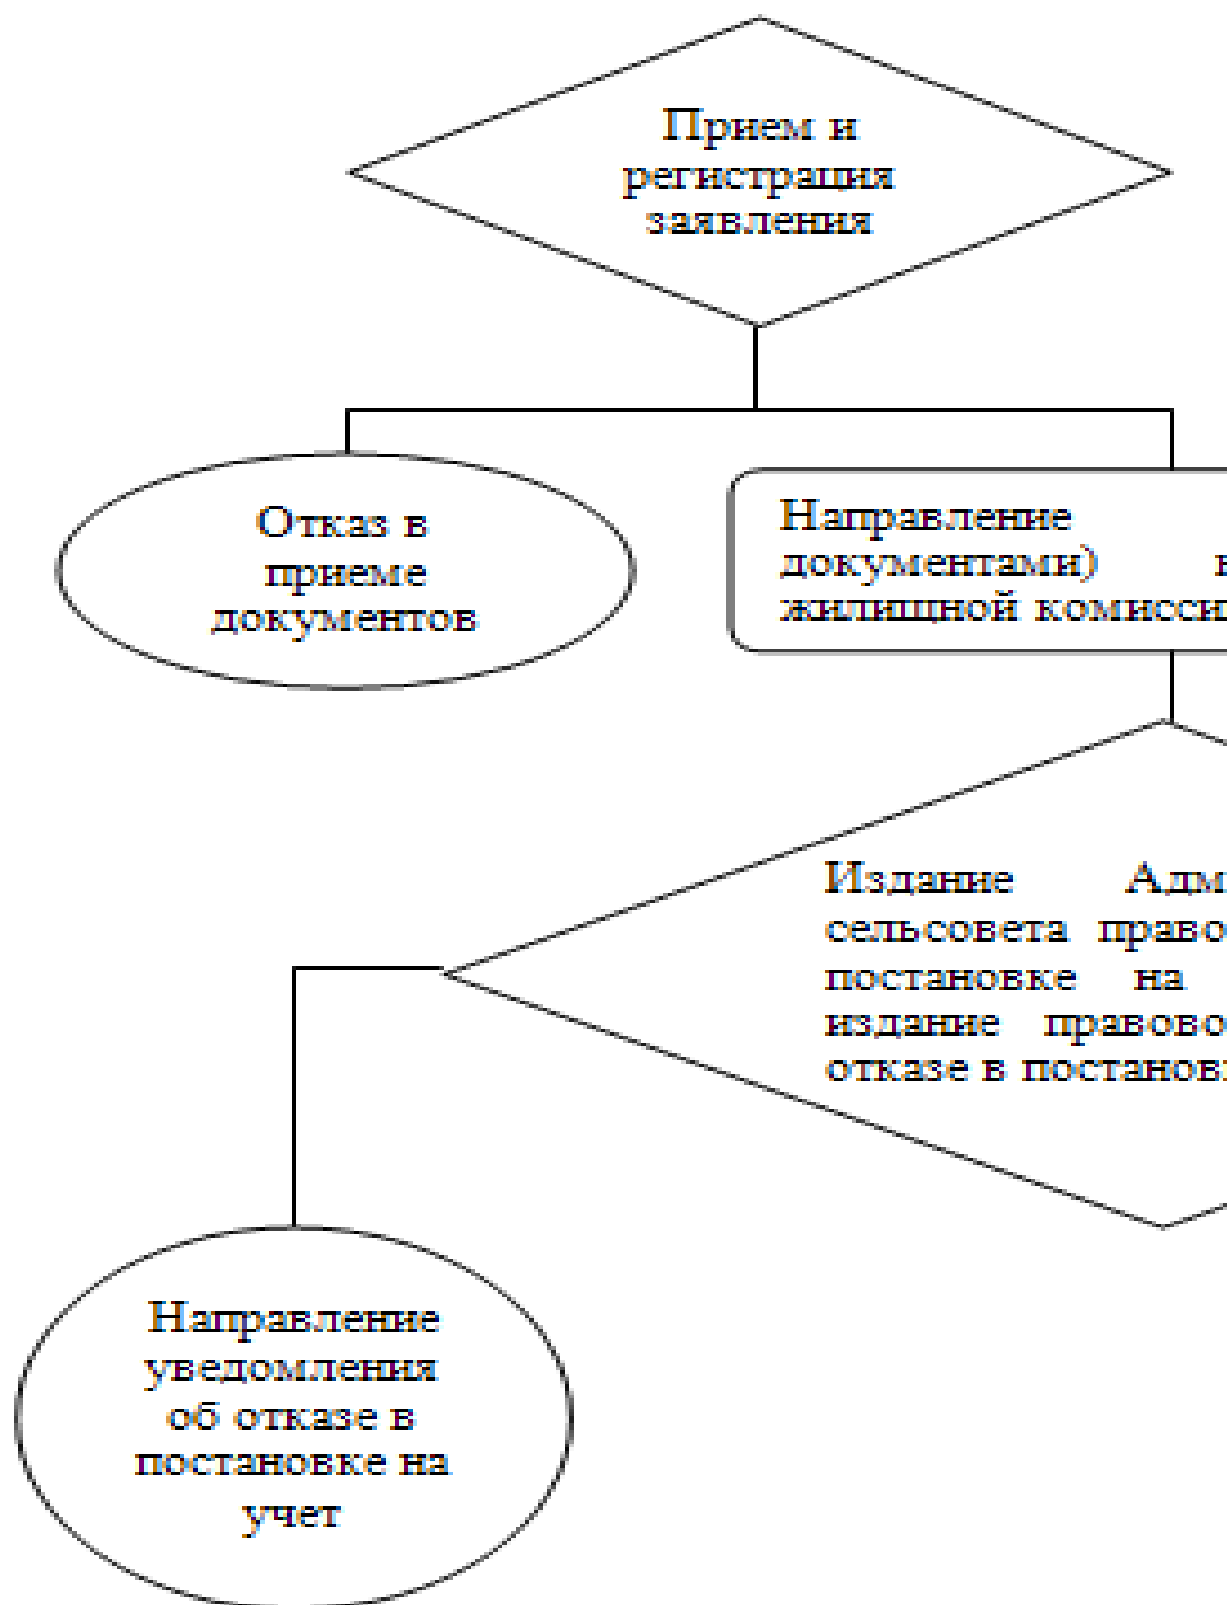 Прием и
регистрация
заявления
Отказ в
приеме
документов
Направление
документами) в
жилищной комисси
Издание Адм
сельсовета право
постановке на
издание правово
отказе в постанов
Направление
уведомления
об отказе в
постановке на
учет